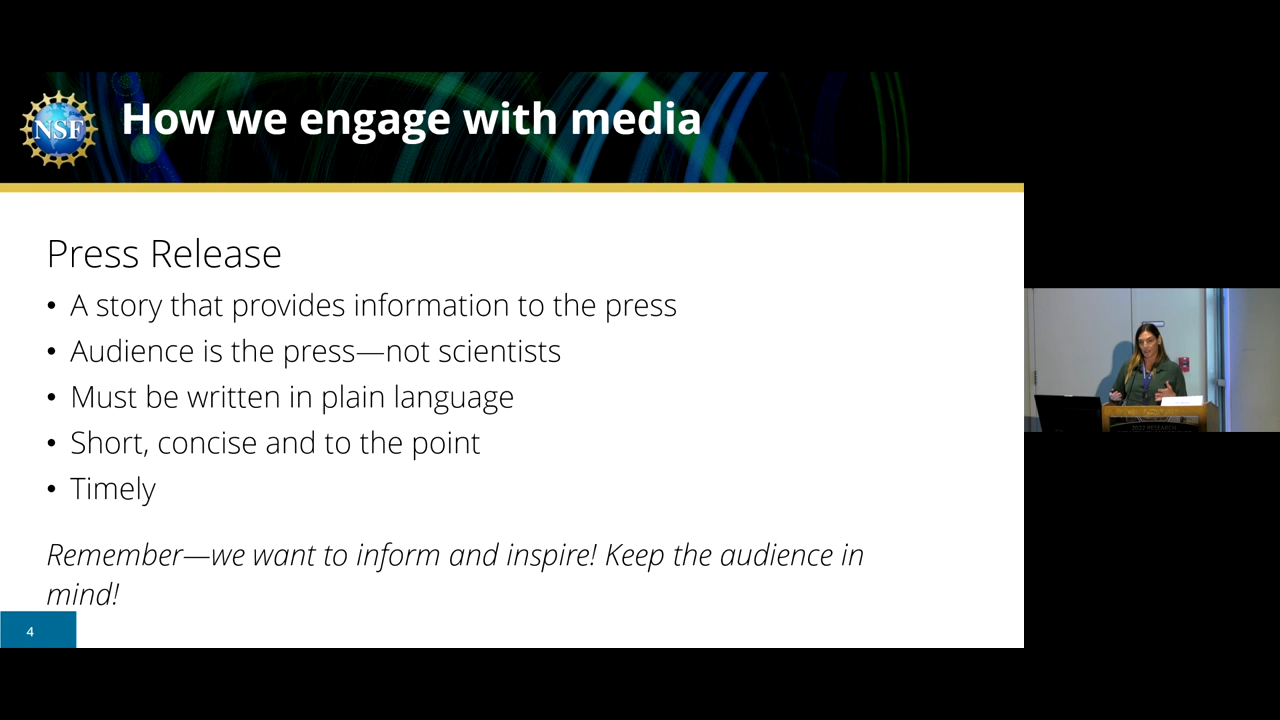 NSF
How we engage with media
Press Release
• A story that provides information to the press
• Audience is the press—not scientists
• Must be written in plain language
• Short, concise and to the point
• Timely
Remember—we want to inform and inspire! Keep the audience in
mind!
4
2022 RESEARCH